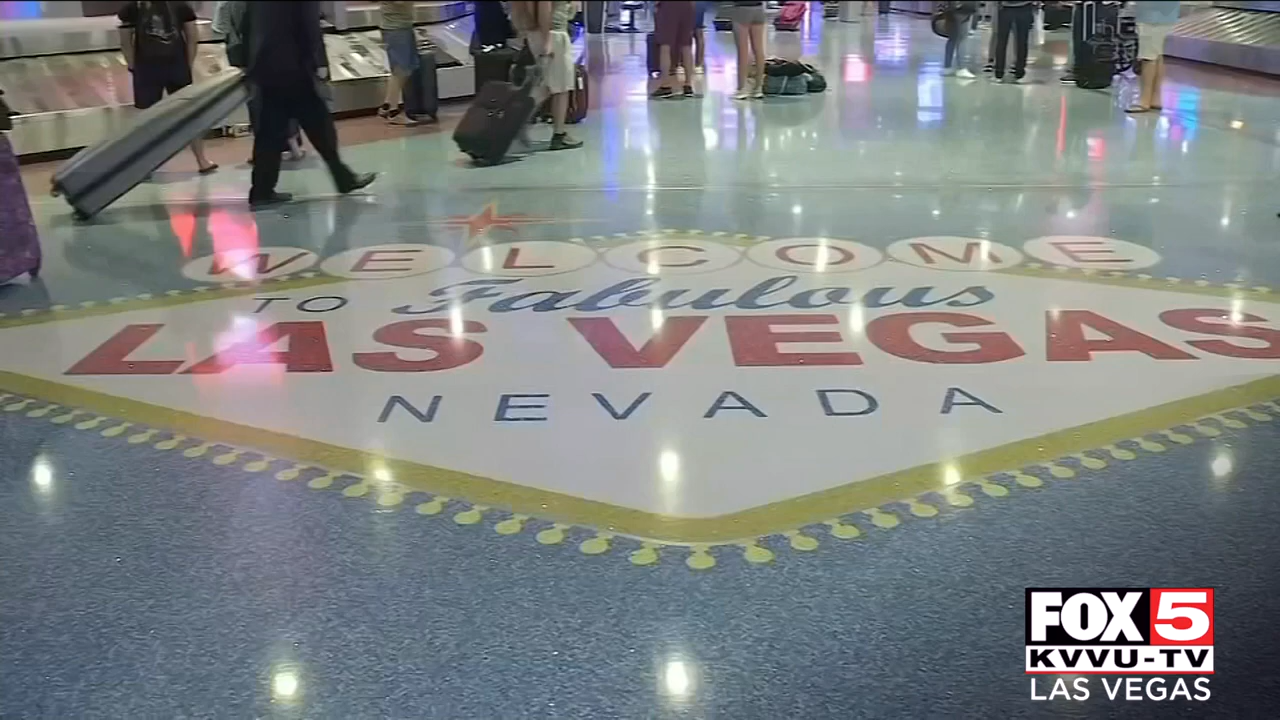 WELCOME
TO Fabulous
LAS VEGAS
NEVADA
FOX 5
KVVU-TV
LAS VEGAS